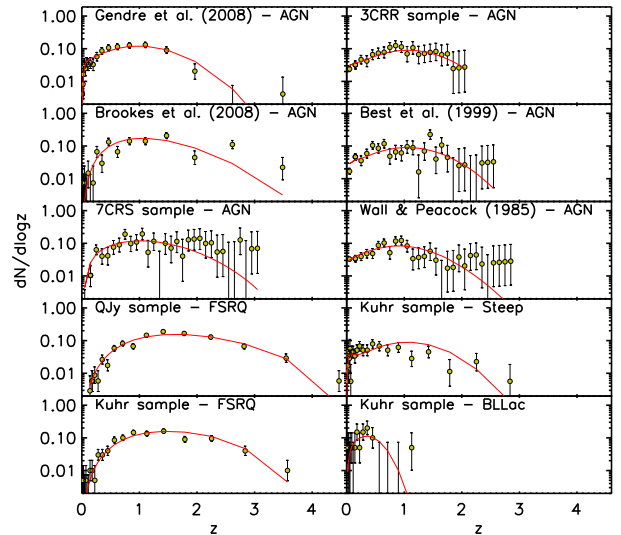 Gendre et al. (2008) – AGN
3CRR sample – AGN
1.00
0.10
0.01
Brookes et al. (2008) – AGN
Best et al. (1999) – AGN
1.00
0.10
0.01
7CRS sample – AGN
Wall & Peacock (1985) – AGN
1.00
0.10
0.01
dN/dlogz
QJy sample – FSRQ
Kuhr sample – Steep
1.00
0.10
0.01
Kuhr sample – FSRQ
Kuhr sample – BLLac
1.00
0.10
0.01
0 1 2 3 4
0 1 2 3 4
z
z